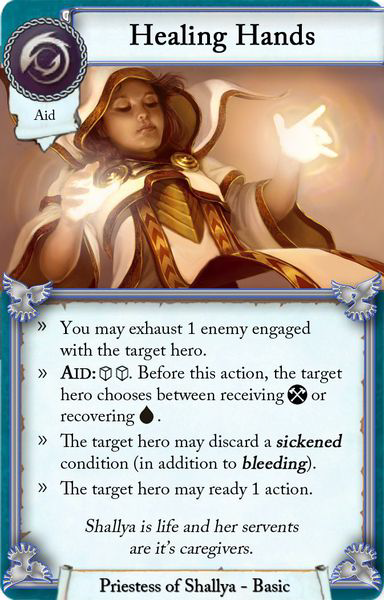 Healing Hands
Aid
» You may exhaust 1 enemy engaged
with the target hero.
» AID: . Before this action, the target
hero chooses between receiving or
recovering .
» The target hero may discard a sickened
condition (in addition to bleeding).
» The target hero may ready 1 action.
Shallya is life and her servents
are it's caregivers.
Priestess of Shallya - Basic